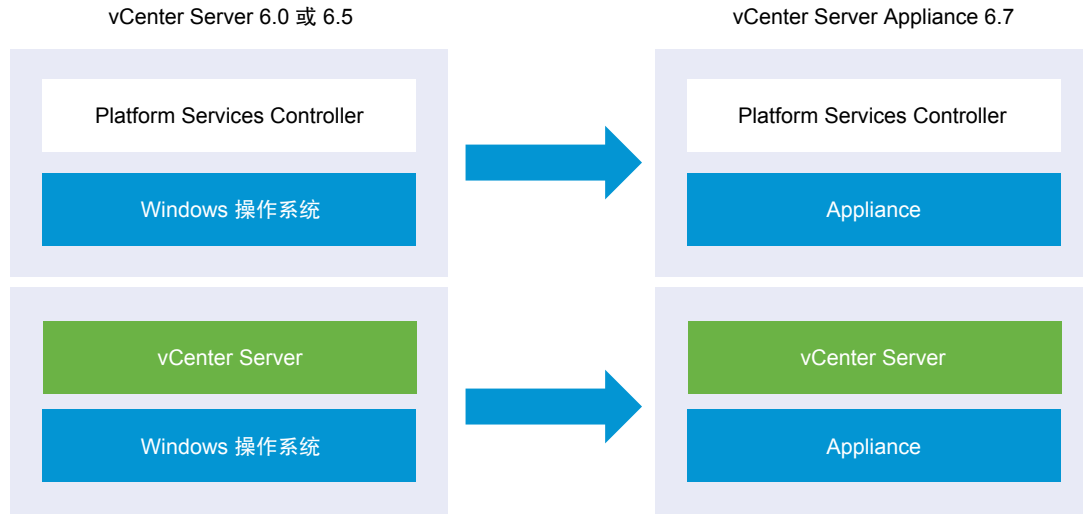 vCenter Server 6.0 或 6.5
vCenter Server Appliance 6.7
Platform Services Controller
Platform Services Controller
Windows 操作系统
Appliance
vCenter Server
vCenter Server
Windows 操作系统
Appliance